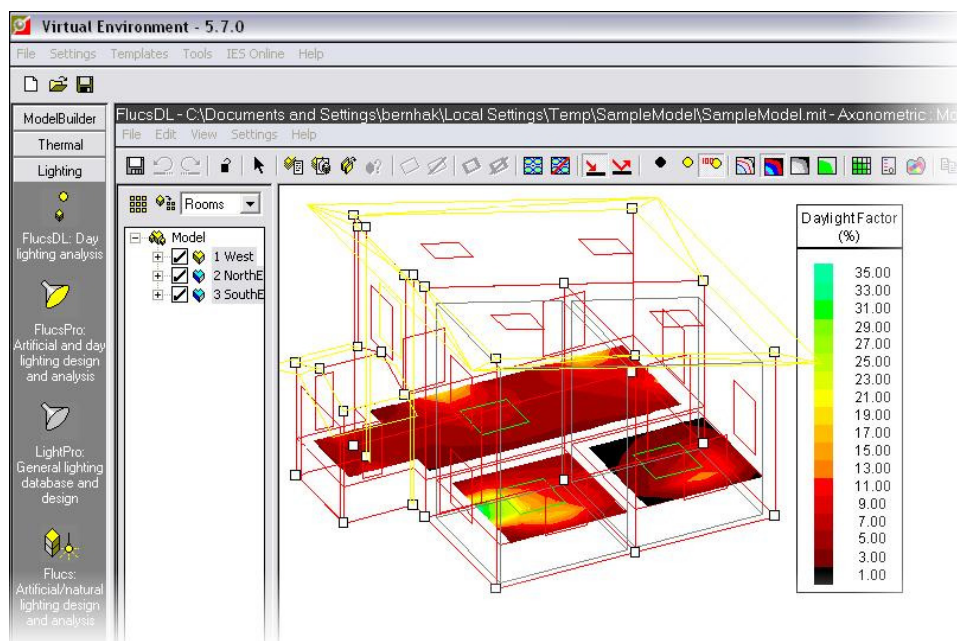 Virtual Environment - 5.7.0
File Settings Templates Tools IES Online Help
ModelBuilder
Thermal
Lighting
FlucsDL: Day
lighting analysis
FlucsPro:
Artificial and day
lighting design
and analysis
LightPro:
General lighting
database and
design
Flucs:
Artificial/natural
lighting design
and analysis
FlucsDL - C:\Documents and Settings\bernhak\Local Settings\Temp\SampleModel\SampleModel.mit - Axonometric : Mo
File Edit View Settings Help
100
Rooms
Model
1 West
2 NorthE
3 SouthE
Daylight Factor
(%)
35.00
33.00
31.00
29.00
27.00
25.00
23.00
21.00
19.00
17.00
15.00
13.00
11.00
9.00
7.00
5.00
3.00
1.00